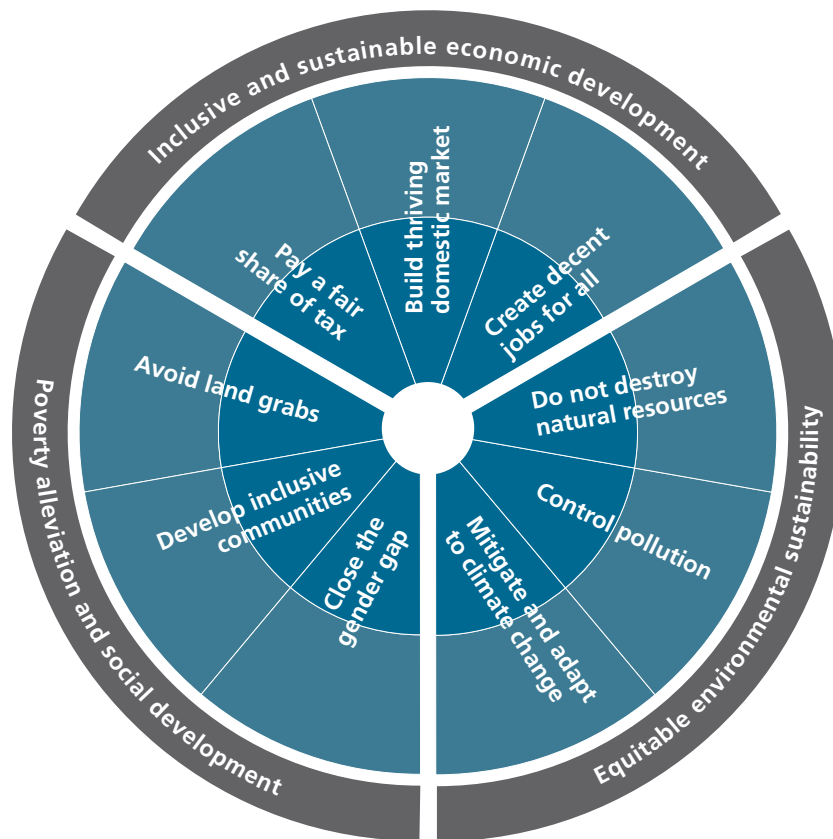 Inclusive and sustainable economic development
Pay a fair
share of tax
Build thriving
domestic market
Create decent
jobs for all
Avoid land grabs
Develop inclusive
communities
Close the
gender gap
Poverty alleviation and social development
Do not destroy
natural resources
Control pollution
Mitigate and adapt
to climate change
Equitable environmental sustainability